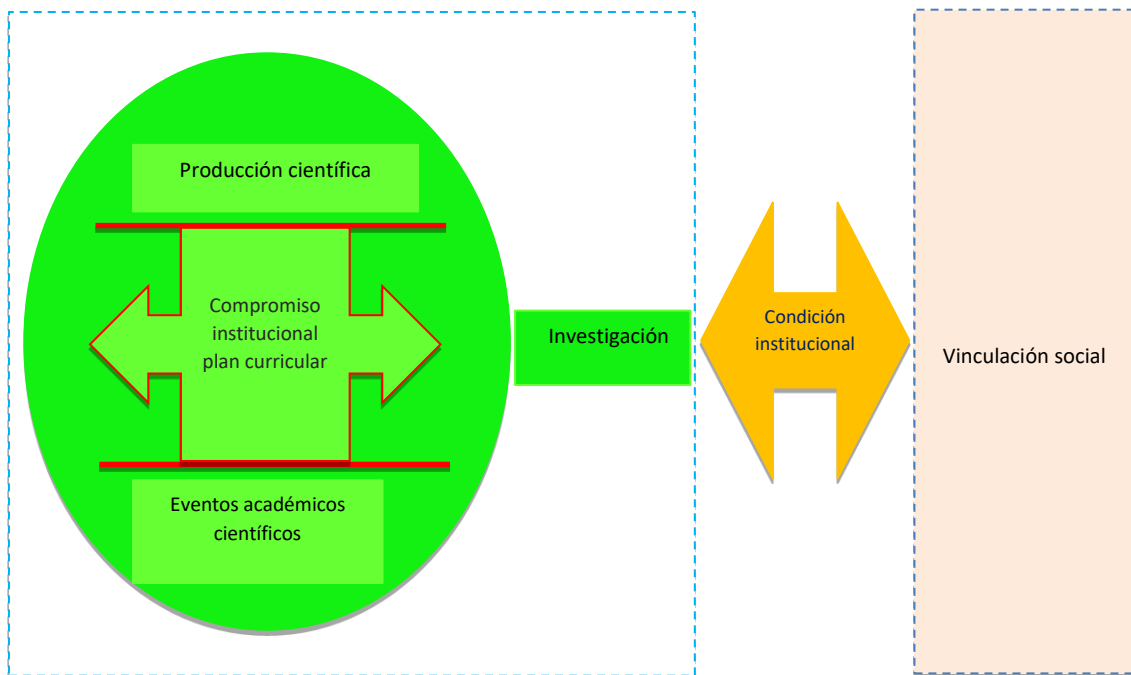 Producción científica
Compromiso
institucional
plan curricular
Eventos académicos
científicos
Investigación
Condición
institucional
Vinculación social